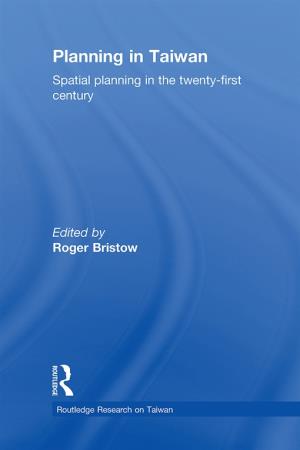 Planning in Taiwan
Spatial planning in the twenty-first
century
Edited by
Roger Bristow
ROUTLEDGE
Routledge Research on Taiwan